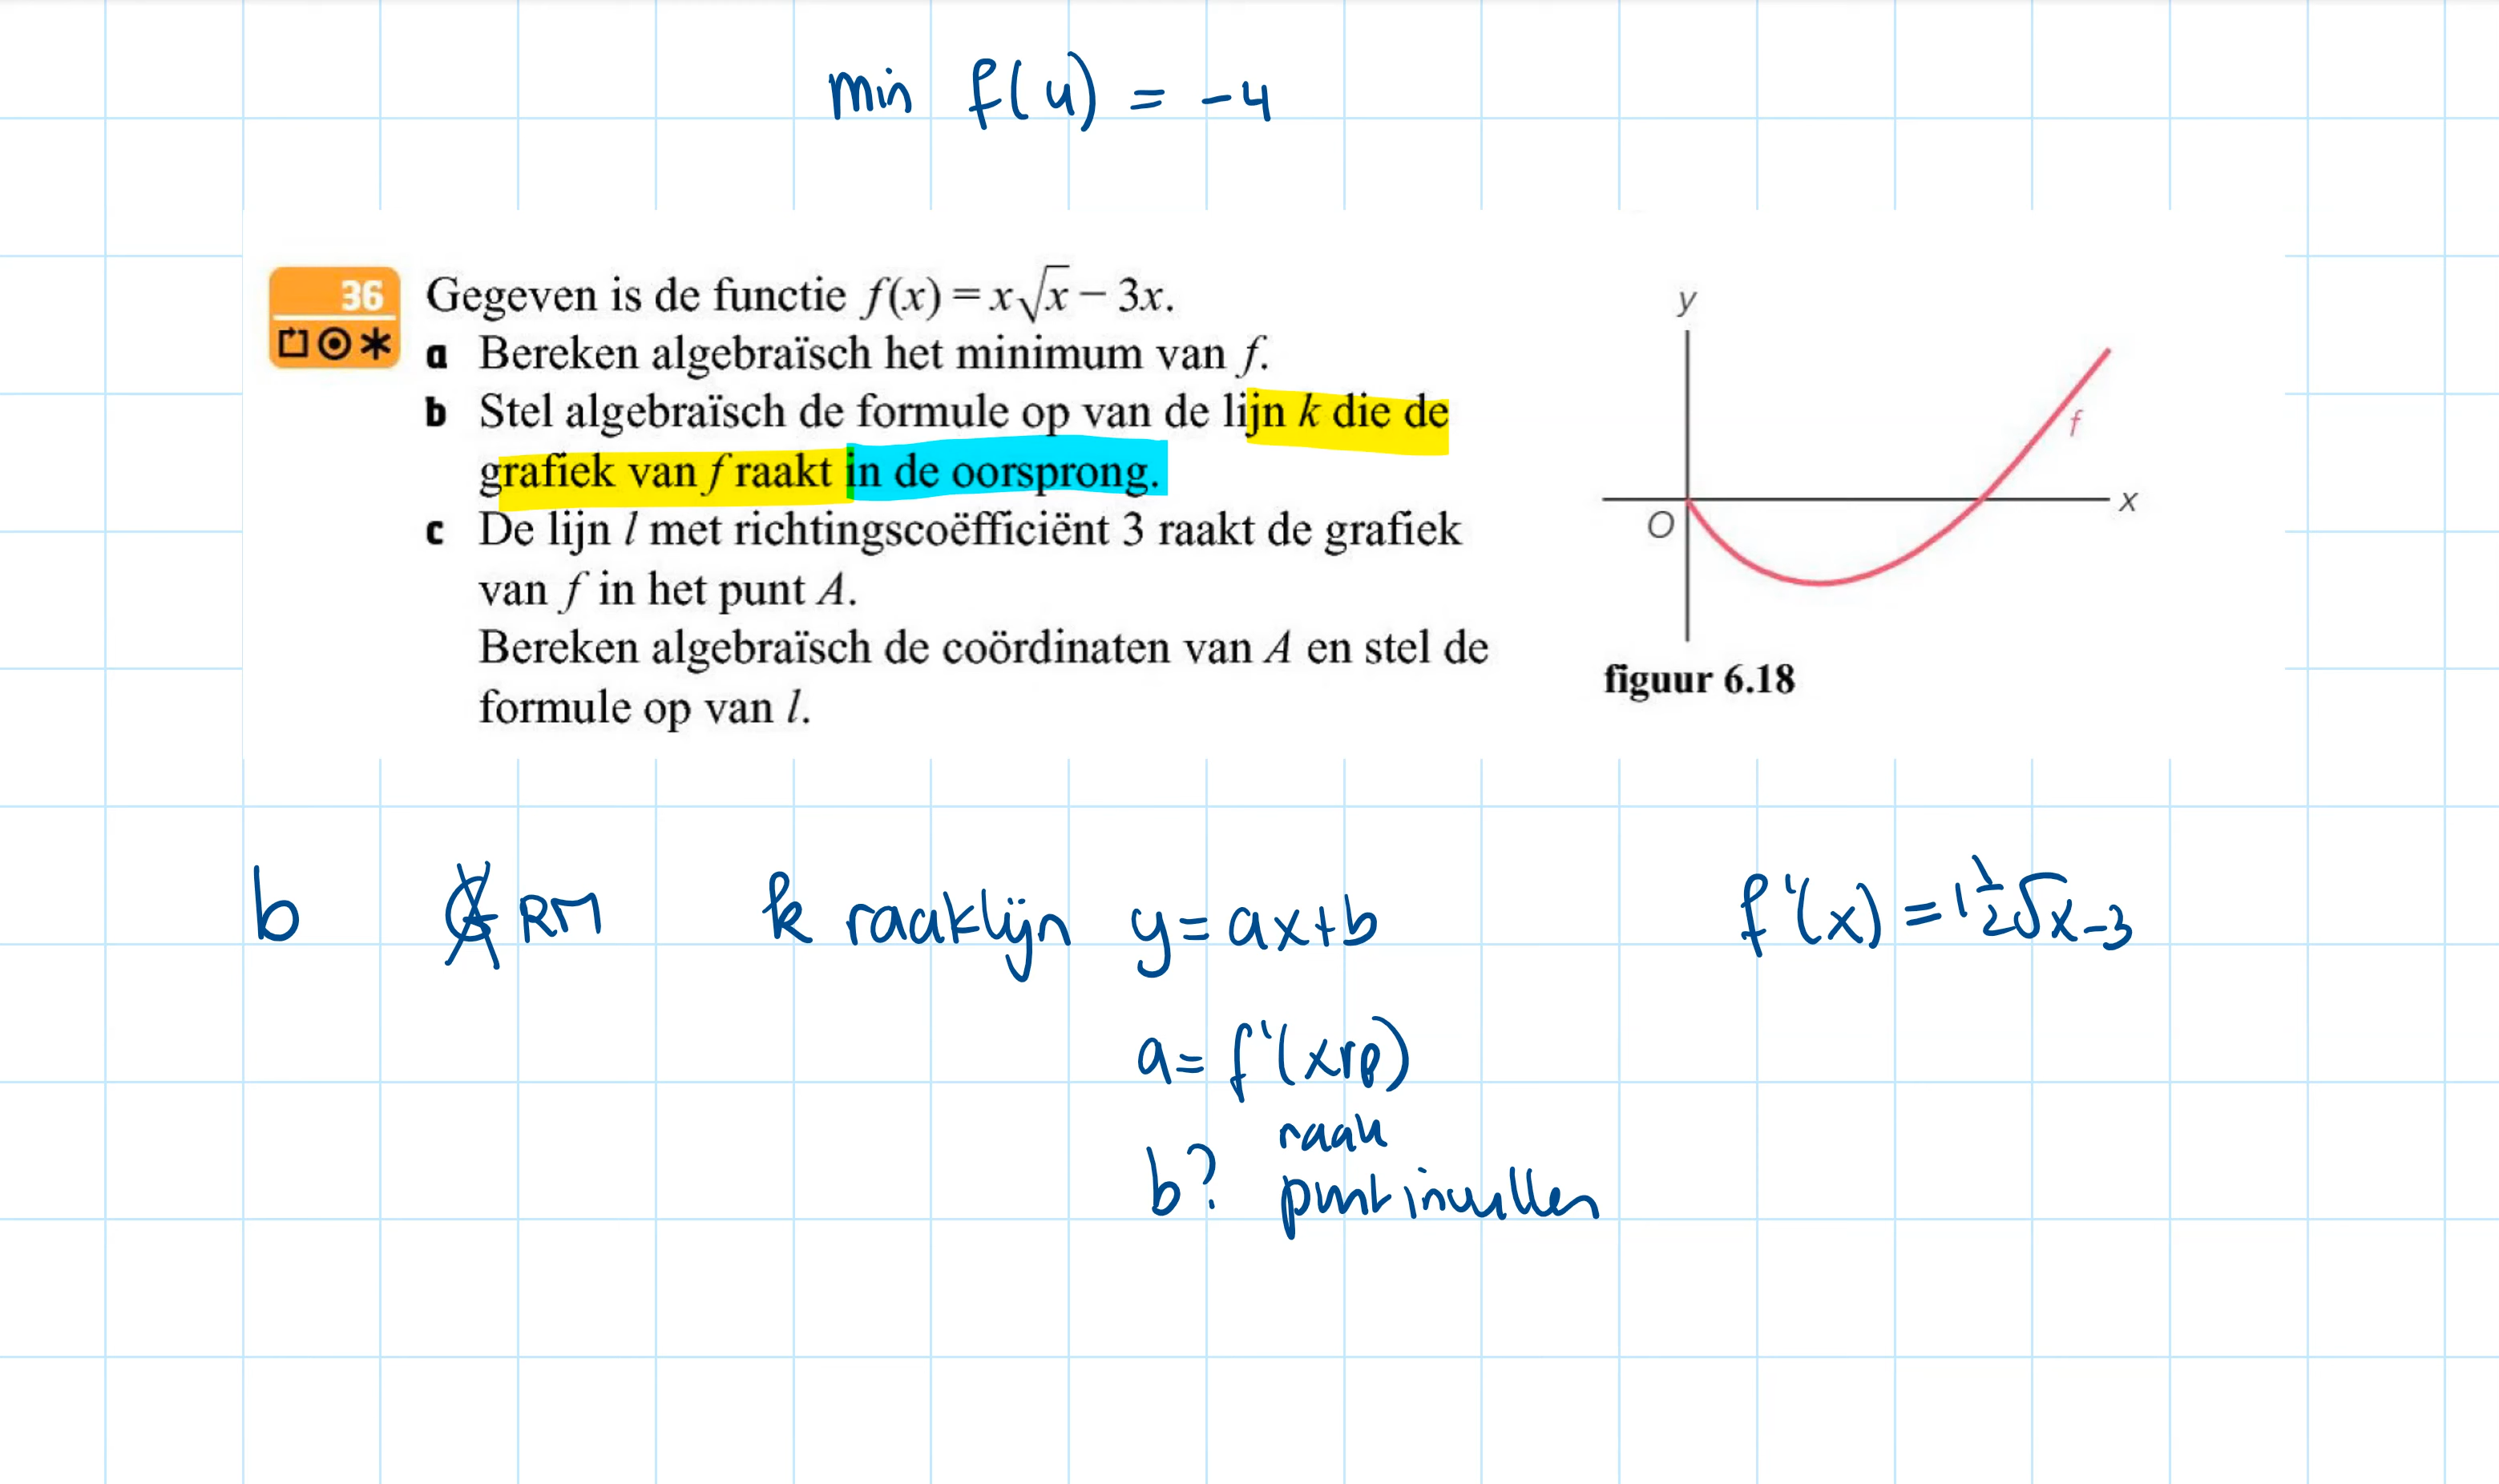 min f(4) = -4
36 Gegeven is de functie f(x) = x√x − 3x.
a Bereken algebraïsch het minimum van f.
b Stel algebraïsch de formule op van de lijn k die de
grafiek van f raakt in de oorsprong.
c De lijn l met richtingscoëfficiënt 3 raakt de grafiek
van f in het punt A.
Bereken algebraïsch de coördinaten van A en stel de
formule op van l.
y
f
x
O
figuur 6.18
b RM k raaklijn y=ax+b f'(x) = 1½√x-3
a= f'(xrp)
raak
b? punt invullen